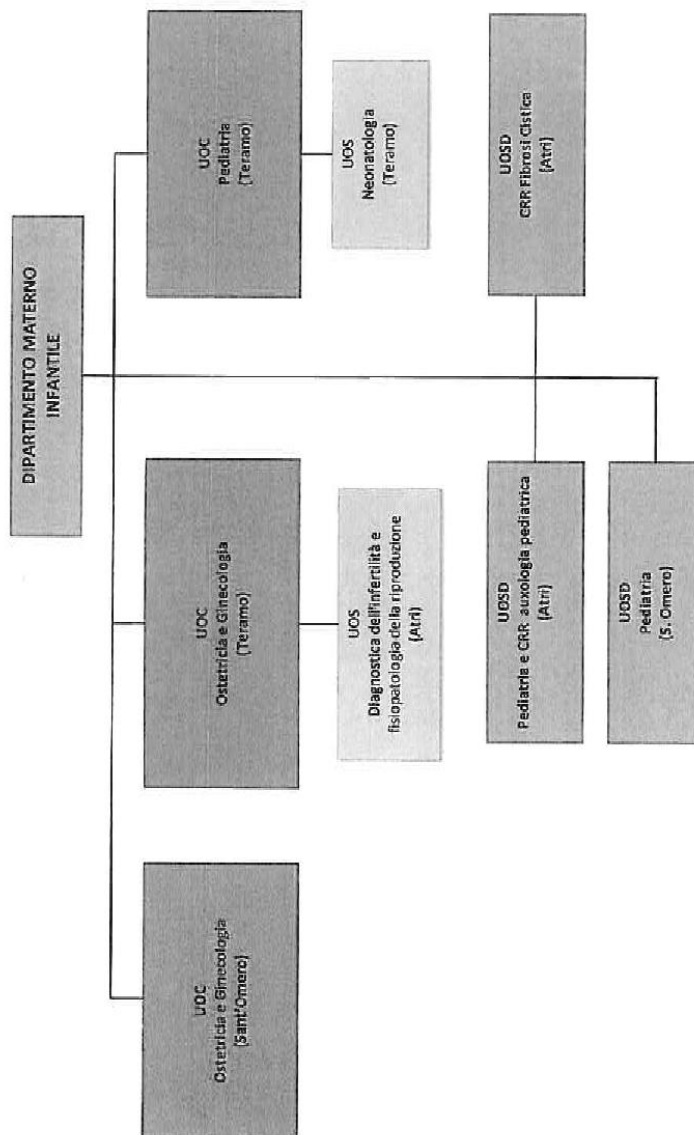 DIPARTIMENTO MATERNO
INFANTILE
UOC
Ostetricia e Ginecologia
(Sant'Omero)
UOC
Ostetricia e Ginecologia
(Teramo)
UOC
Pediatria
(Teramo)
UOS
Diagnostica dell'infertilità e
fisiopatologia della riproduzione
(Atri)
UOS
Neonatologia
(Teramo)
UOSD
Pediatria e CRR auxologia pediatrica
(Atri)
UOSD
CRR Fibrosi Cistica
(Atri)
UOSD
Pediatria
(S. Omero)